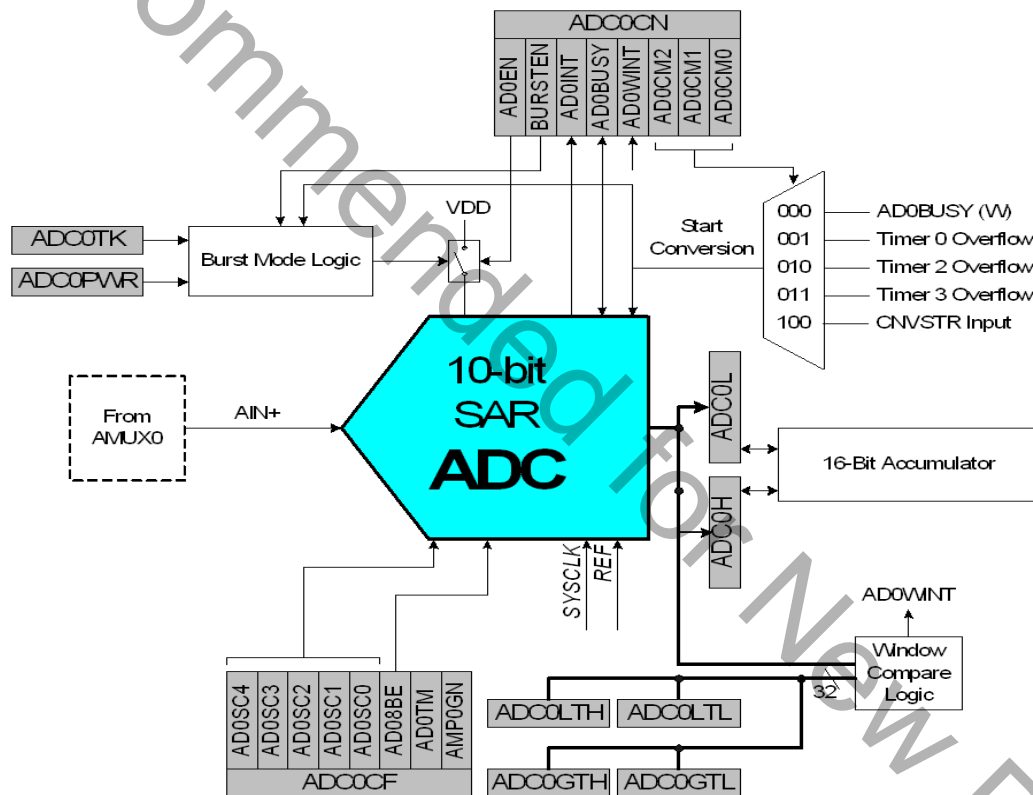 ADC0CN
AD0EN
BURSTEN
AD0INT
AD0BUSY
AD0WINT
AD0CM2
AD0CM1
AD0CM0
VDD
Start
Conversion
000
001
010
011
100
AD0BUSY (W)
Timer 0 Overflow
Timer 2 Overflow
Timer 3 Overflow
CNVSTR Input
ADC0TK
ADC0PWR
Burst Mode Logic
From
AMUX0
AIN+
10-bit
SAR
ADC
ADC0L
ADC0H
16-Bit Accumulator
SYSCLK
REF
AD0WINT
Window
Compare
Logic
32
AD0SC4
AD0SC3
AD0SC2
AD0SC1
AD0SC0
AD08BE
AD0TM
AMP0GN
ADC0CF
ADC0LTH
ADC0LTL
ADC0GTH
ADC0GTL
ommended for New D